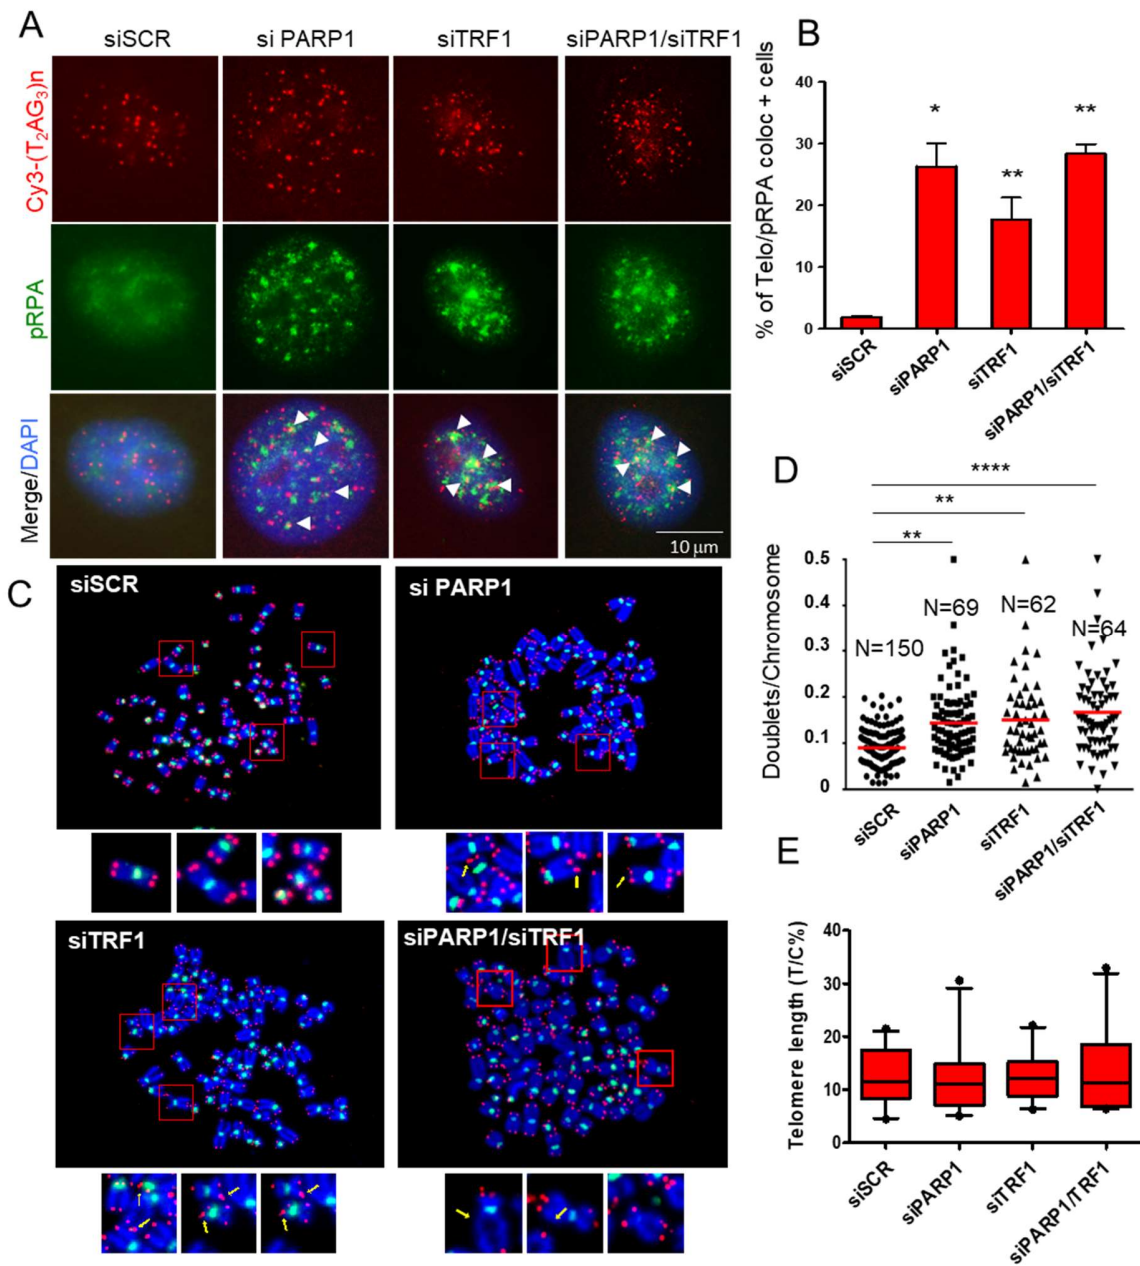 A
siSCR
si PARP1
siTRF1
siPARP1/siTRF1
Cy3-(T2AG3)n
pRPA
Merge/DAPI
10 μm
B
% of Telo/pRPA coloc + cells
40
30
20
10
0
*
**
**
siSCR
siPARP1
siTRF1
siPARP1/siTRF1
C
siSCR
si PARP1
siTRF1
siPARP1/siTRF1
D
****
**
**
Doublets/Chromosome
0.5
0.4
0.3
0.2
0.1
0
N=150
N=69
N=62
N=64
siSCR
siPARP1
siTRF1
siPARP1/siTRF1
E
Telomere length (T/C%)
40
30
20
10
0
siSCR
siPARP1
siTRF1
siPARP1/TRF1